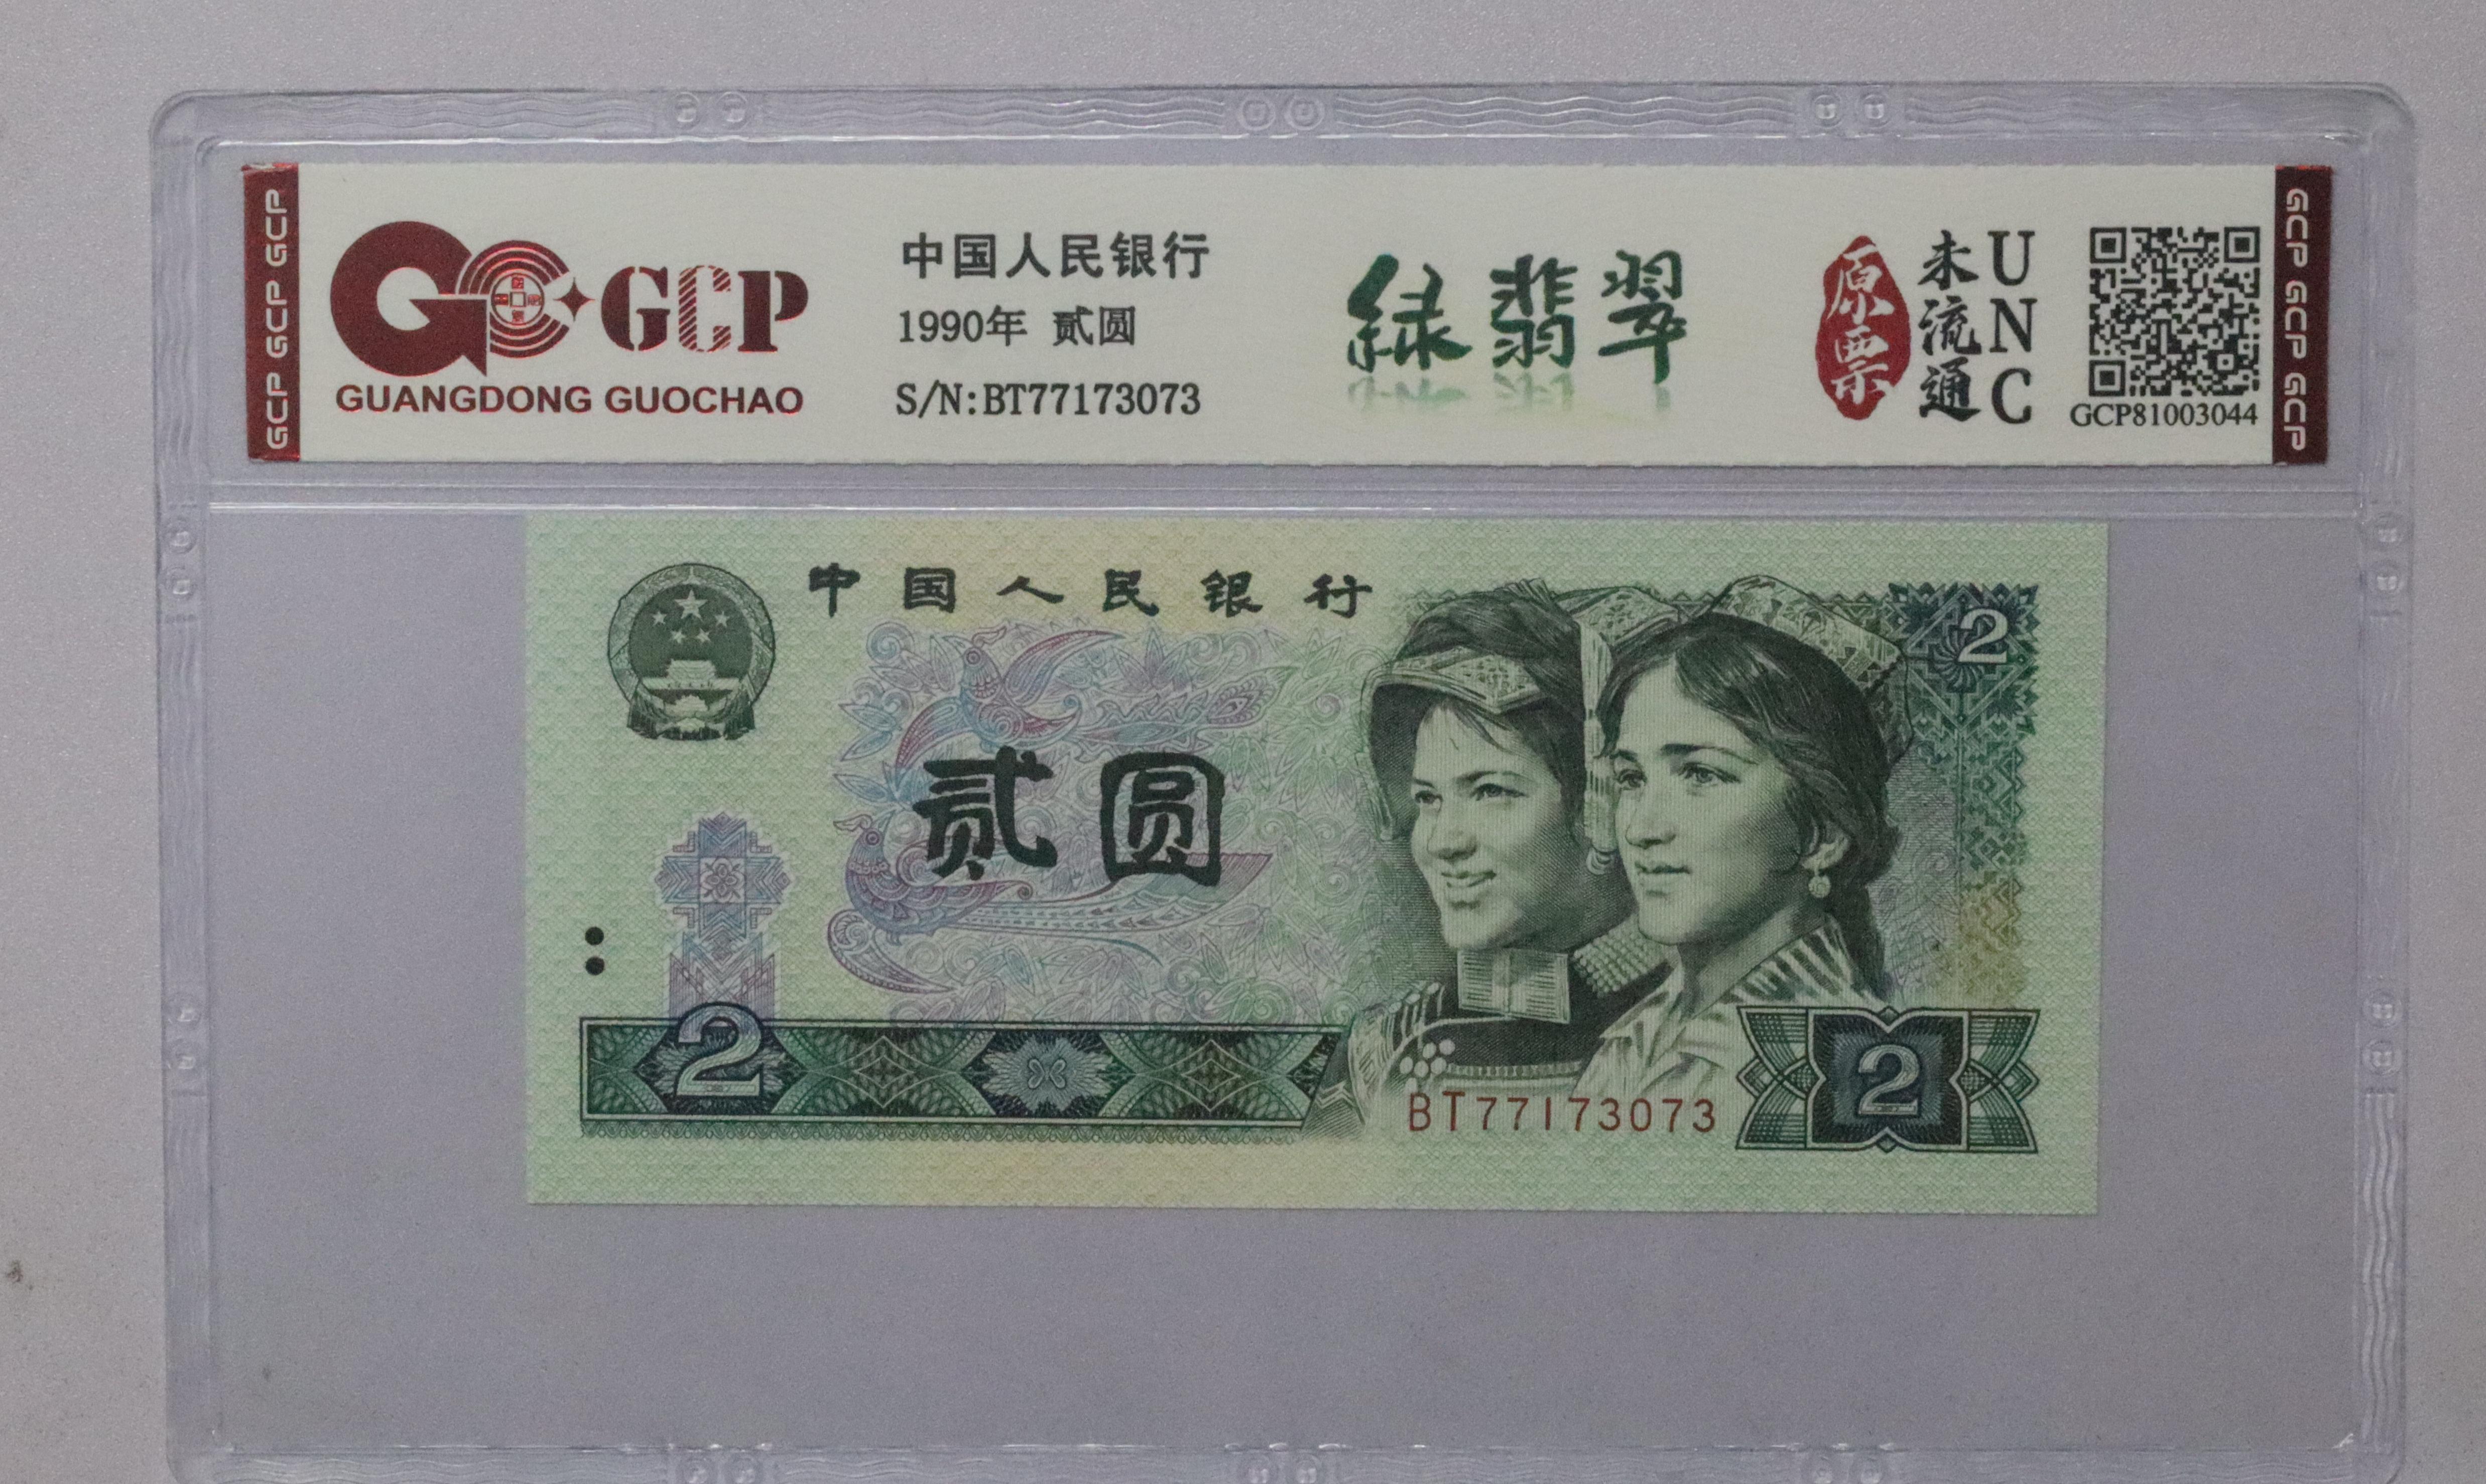 GCP GCP GCP
GCP
GUANGDONG GUOCHAO
中国人民银行
1990年 贰圆
S/N:BT77173073
绿翡翠
原票
未流通
UNC
GCP81003044
GCP GCP GCP
中国人民银行
2
贰圆
2
BT77173073
2